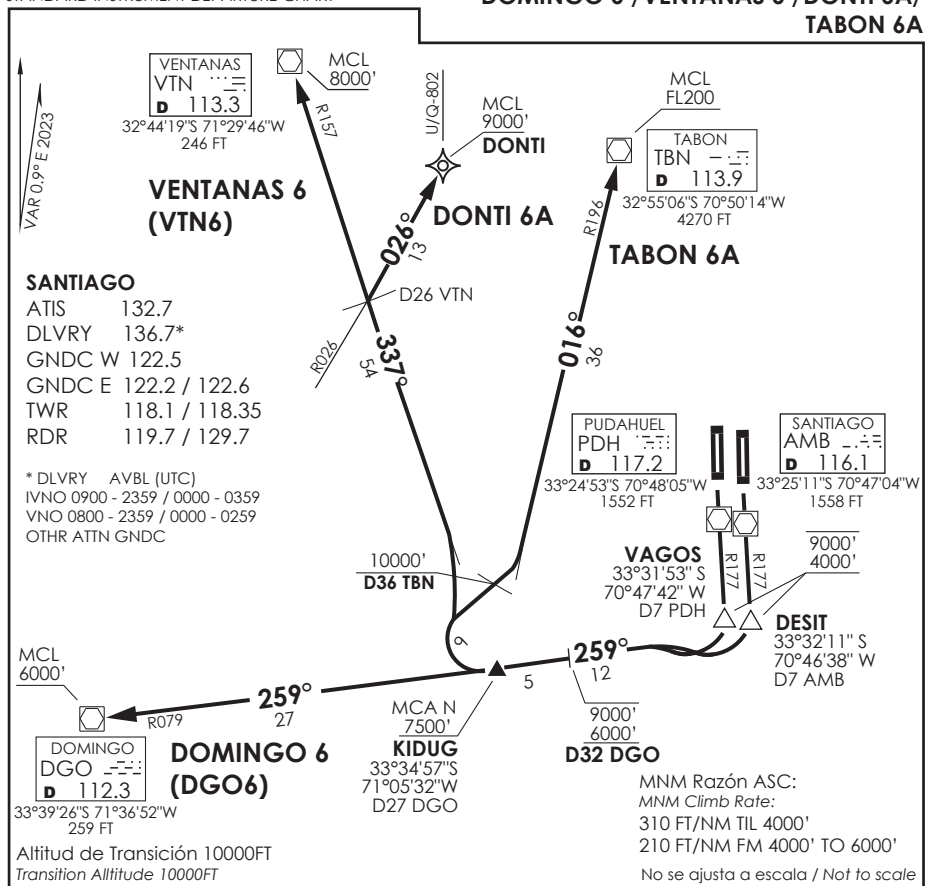 STANDARD INSTRUMENT DEPARTURE CHART
DOMINGO 6 /VENTANAS 6 /DONTI 6A/
TABON 6A
VAR 0.9° E 2023
VENTANAS
VTN
D 113.3
32°44'19"S 71°29'46"W
246 FT
MCL
8000'
R157
VENTANAS 6
(VTN6)
U/Q-802
MCL
9000'
DONTI
DONTI 6A
026°
13
D26 VTN
R026
337°
54
MCL
FL200
TABON
TBN
D 113.9
32°55'06"S 70°50'14"W
4270 FT
R196
TABON 6A
016°
36
SANTIAGO
ATIS 132.7
DLVRY 136.7*
GNDC W 122.5
GNDC E 122.2 / 122.6
TWR 118.1 / 118.35
RDR 119.7 / 129.7
* DLVRY AVBL (UTC)
IVNO 0900 - 2359 / 0000 - 0359
VNO 0800 - 2359 / 0000 - 0259
OTHR ATTN GNDC
PUDAHUEL
PDH
D 117.2
33°24'53"S 70°48'05"W
1552 FT
SANTIAGO
AMB
D 116.1
33°25'11"S 70°47'04"W
1558 FT
R177
R177
VAGOS
33°31'53" S
70°47'42" W
D7 PDH
9000'
4000'
DESIT
33°32'11" S
70°46'38" W
D7 AMB
10000'
D36 TBN
9
259°
12
5
9000'
6000'
D32 DGO
MCA N
7500'
KIDUG
33°34'57"S
71°05'32"W
D27 DGO
259°
27
R079
MCL
6000'
DOMINGO
DGO
D 112.3
33°39'26"S 71°36'52"W
259 FT
DOMINGO 6
(DGO6)
MNM Razón ASC:
MNM Climb Rate:
310 FT/NM TIL 4000'
210 FT/NM FM 4000' TO 6000'
Altitud de Transición 10000FT
Transition Alltitude 10000FT
No se ajusta a escala / Not to scale